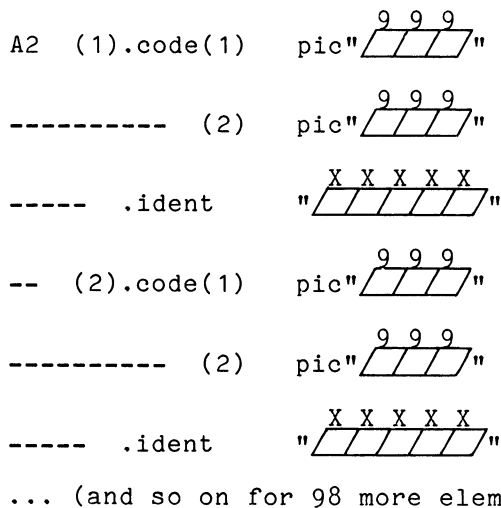 A2 (1).code(1) pic"999"
---------- (2) pic"999"
----- .ident "XXXXX"
-- (2).code(1) pic"999"
---------- (2) pic"999"
----- .ident "XXXXX"
... (and so on for 98 more elem